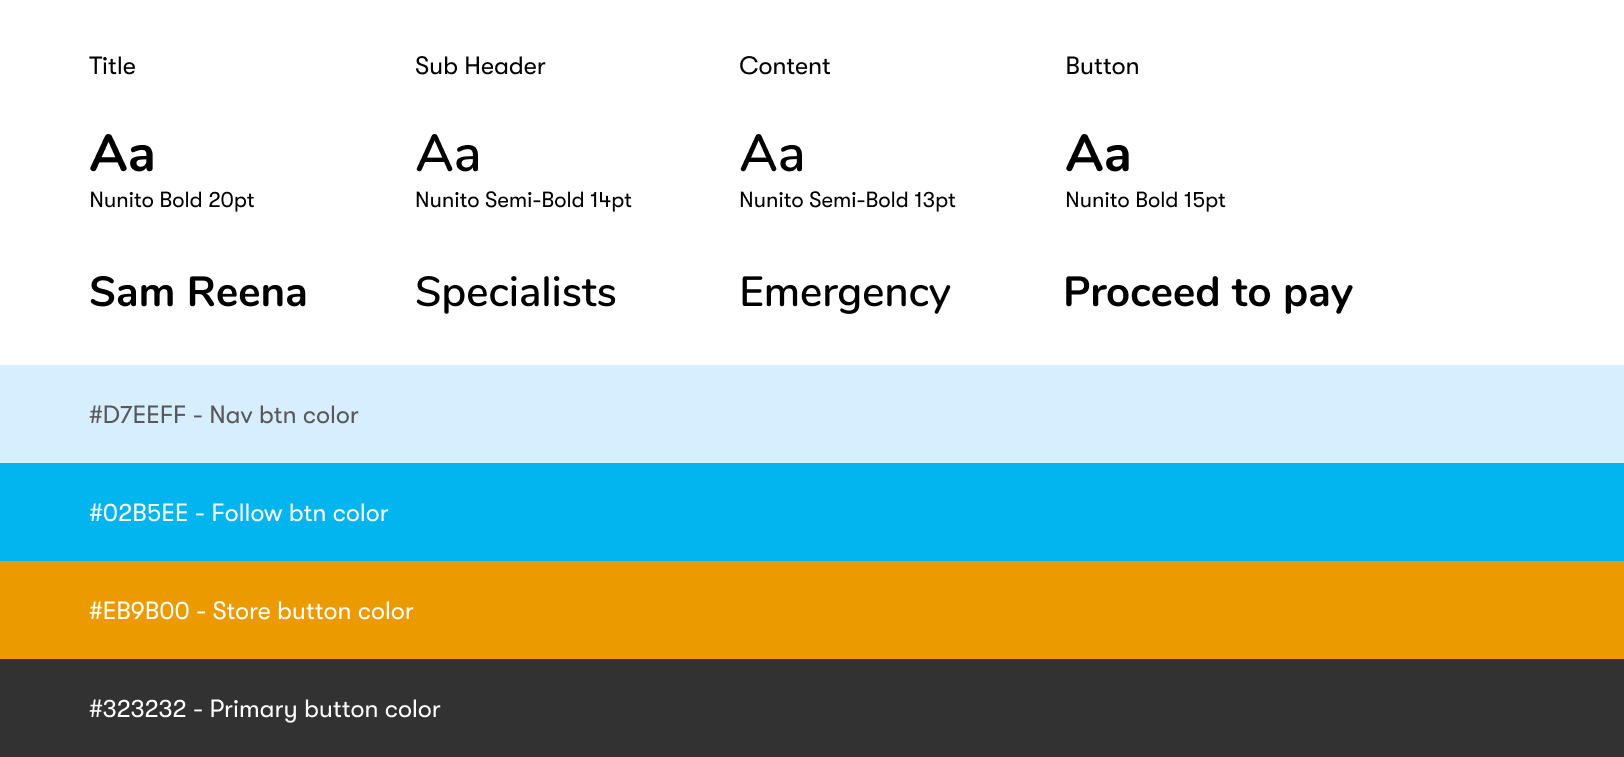 Title
Sub Header
Content
Button
Aa
Aa
Aa
Aa
Nunito Bold 20pt
Nunito Semi-Bold 14pt
Nunito Semi-Bold 13pt
Nunito Bold 15pt
Sam Reena
Specialists
Emergency
Proceed to pay
#D7EEFF - Nav btn color
#02B5EE - Follow btn color
#EB9B00 - Store button color
#323232 - Primary button color